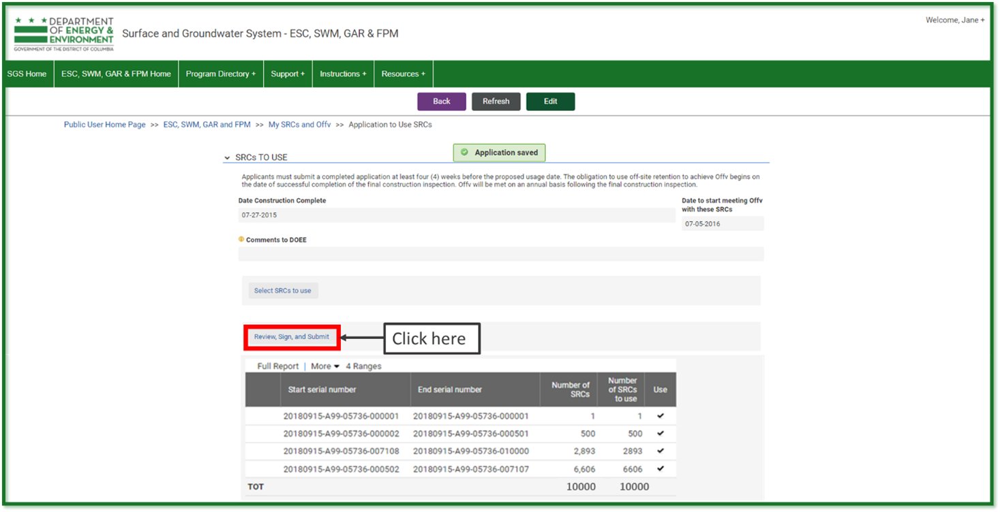 DEPARTMENT
OF ENERGY &
ENVIRONMENT
GOVERNMENT OF THE DISTRICT OF COLUMBIA
Surface and Groundwater System - ESC, SWM, GAR & FPM
Welcome, Jane +
SGS Home ESC, SWM, GAR & FPM Home Program Directory + Support + Instructions + Resources +
Back Refresh Edit
Public User Home Page >> ESC, SWM, GAR and FPM >> My SRCs and Offv >> Application to Use SRCs
Application saved
SRCs TO USE
Applicants must submit a completed application at least four (4) weeks before the proposed usage date. The obligation to use off-site retention to achieve Offv begins on
the date of successful completion of the final construction inspection. Offv will be met on an annual basis following the final construction inspection.
Date Construction Complete
07-27-2015
Date to start meeting Offv
with these SRCs
07-05-2016
Comments to DOEE
Select SRCs to use
Review, Sign, and Submit
Click here
Full Report | More 4 Ranges
Start serial number End serial number Number of SRCs Number of SRCs to use Use
20180915-A99-05736-000001 20180915-A99-05736-000001 1 1 ✔
20180915-A99-05736-000002 20180915-A99-05736-000501 500 500 ✔
20180915-A99-05736-007108 20180915-A99-05736-010000 2,893 2893 ✔
20180915-A99-05736-000502 20180915-A99-05736-007107 6,606 6606 ✔
TOT 10000 10000